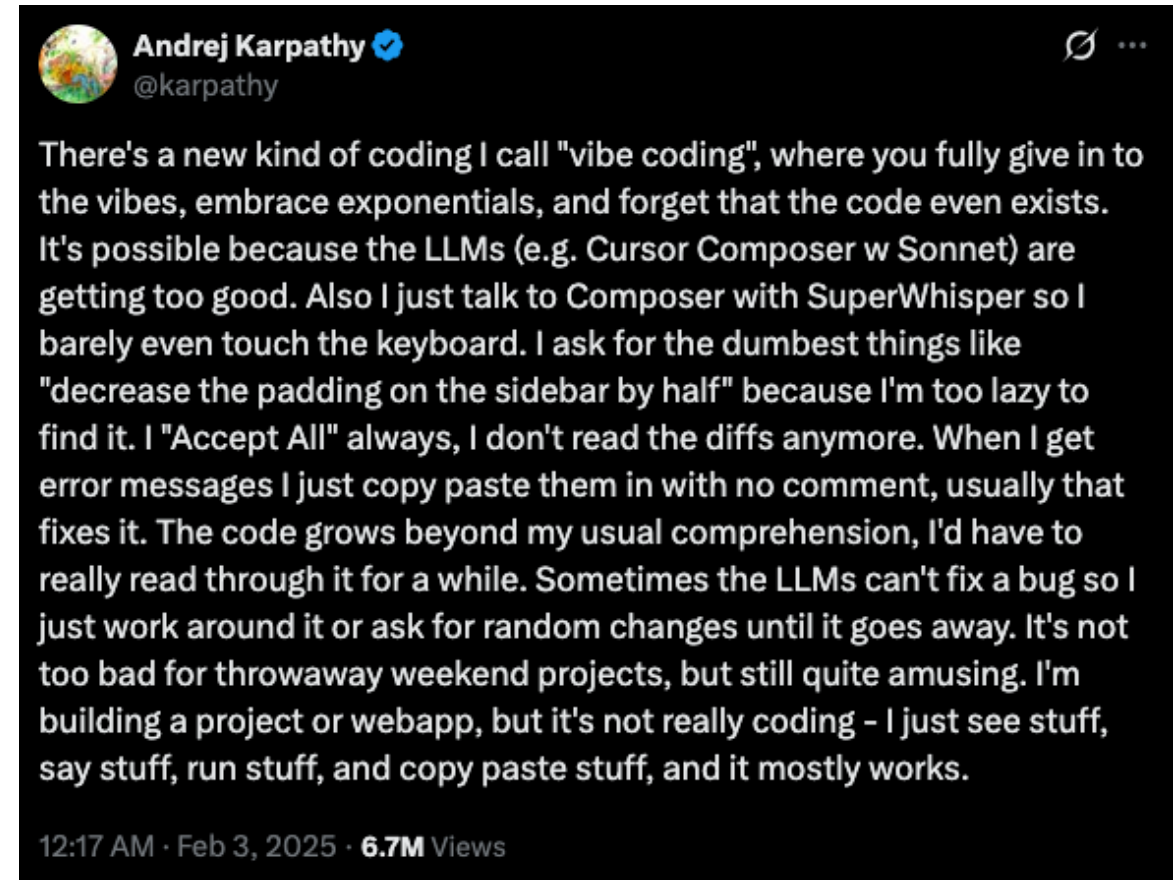 Andrej Karpathy
@karpathy
There's a new kind of coding I call "vibe coding", where you fully give in to
the vibes, embrace exponentials, and forget that the code even exists.
It's possible because the LLMs (e.g. Cursor Composer w Sonnet) are
getting too good. Also I just talk to Composer with SuperWhisper so I
barely even touch the keyboard. I ask for the dumbest things like
"decrease the padding on the sidebar by half" because I'm too lazy to
find it. I "Accept All" always, I don't read the diffs anymore. When I get
error messages I just copy paste them in with no comment, usually that
fixes it. The code grows beyond my usual comprehension, I'd have to
really read through it for a while. Sometimes the LLMs can't fix a bug so I
just work around it or ask for random changes until it goes away. It's not
too bad for throwaway weekend projects, but still quite amusing. I'm
building a project or webapp, but it's not really coding - I just see stuff,
say stuff, run stuff, and copy paste stuff, and it mostly works.
12:17 AM · Feb 3, 2025 · 6.7M Views